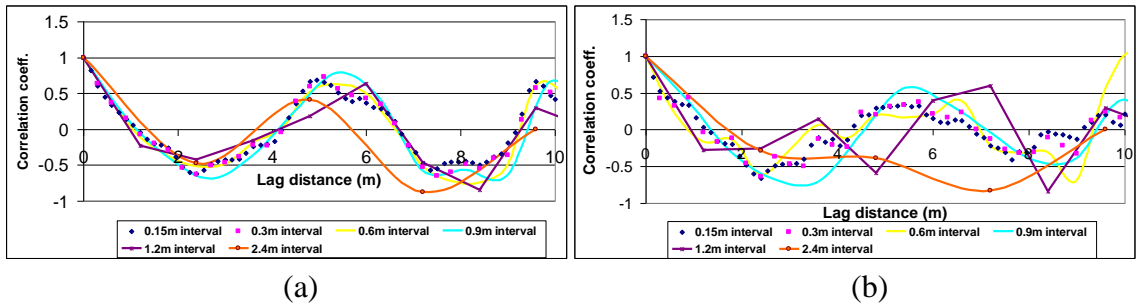 1.5
1
0.5
0
-0.5
-1
Correlation coeff.
0 2 4 6 8 10
Lag distance (m)
0.15m interval 0.3m interval 0.6m interval 0.9m interval
1.2m interval 2.4m interval
(a)
1.5
1
0.5
0
-0.5
-1
Correlation coeff.
0 2 4 6 8 10
Lag distance (m)
0.15m interval 0.3m interval 0.6m interval 0.9m interval
1.2m interval 2.4m interval
(b)